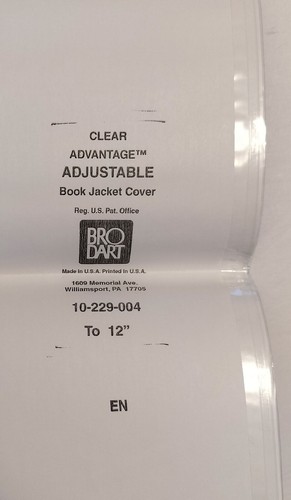 CLEAR
ADVANTAGE™
ADJUSTABLE
Book Jacket Cover
Reg. U.S. Pat. Office
BRO
DART
Made in U.S.A. Printed in U.S.A.
1609 Memorial Ave.
Williamsport, PA 17705
10-229-004
To 12”
EN